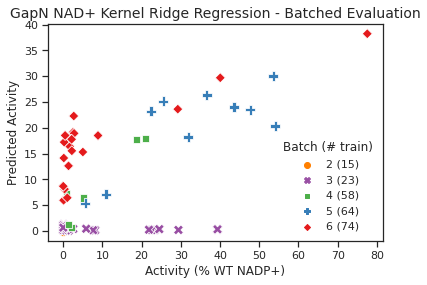 GapN NAD+ Kernel Ridge Regression - Batched Evaluation
40
35
30
25
20
15
10
5
0
Predicted Activity
Batch (# train)
2 (15)
3 (23)
4 (58)
5 (64)
6 (74)
0 10 20 30 40 50 60 70 80
Activity (% WT NADP+)